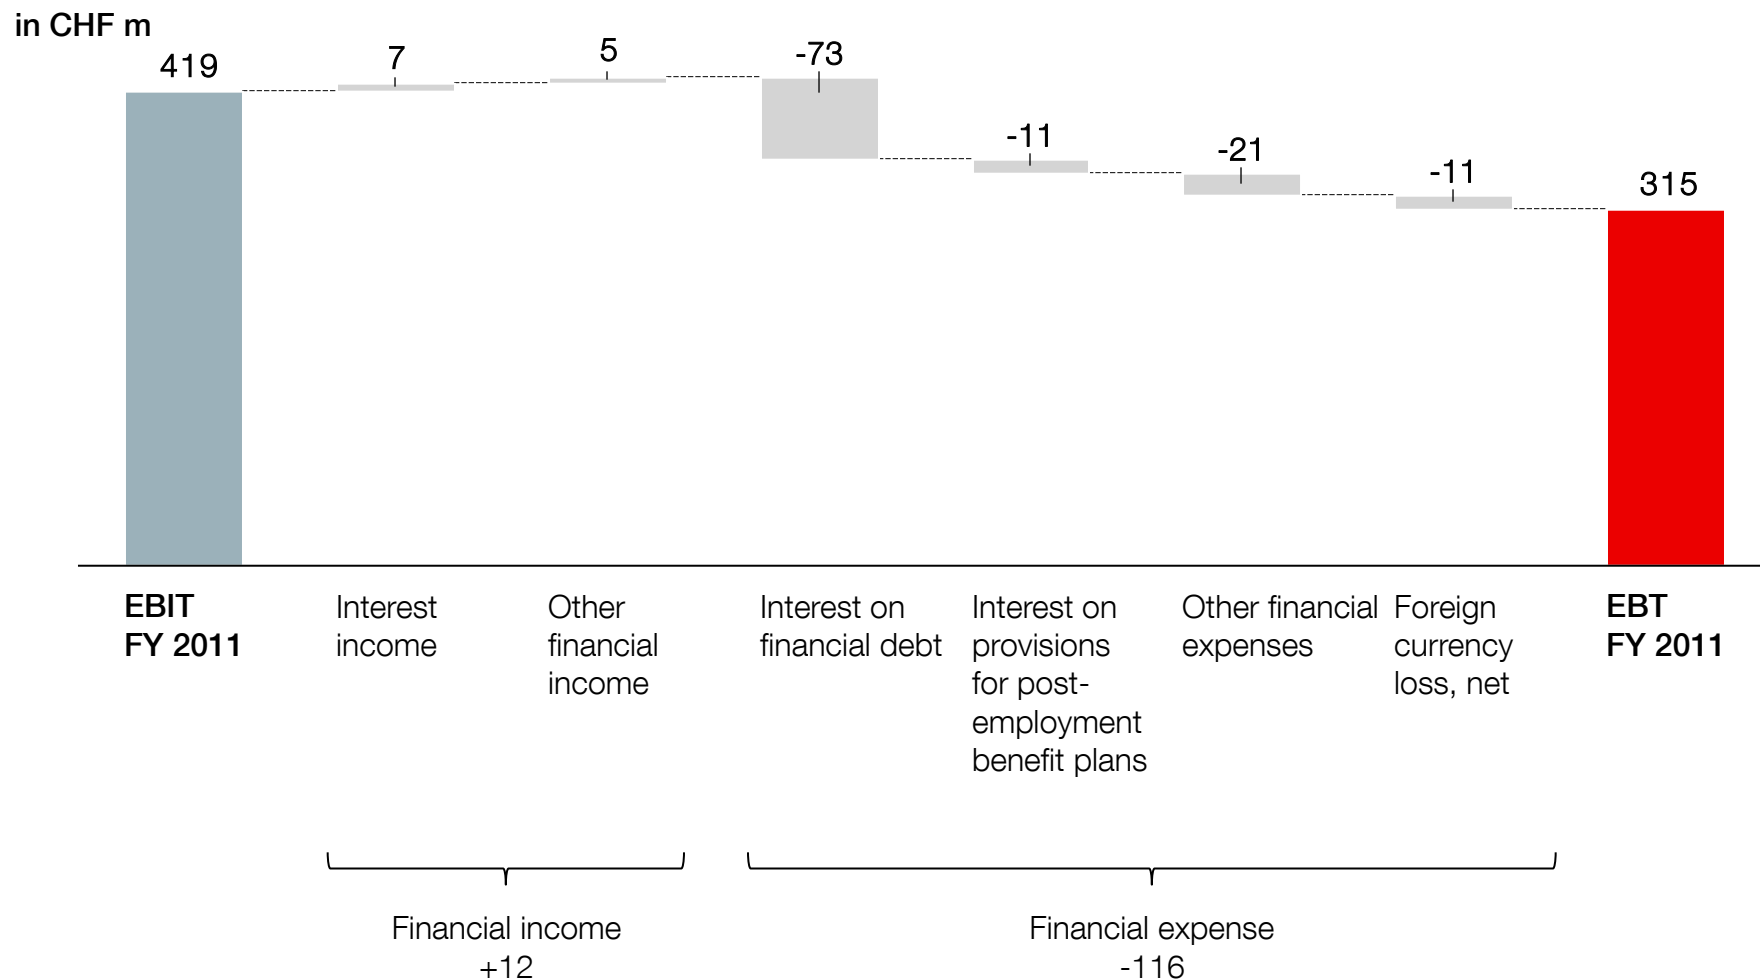 in CHF m
419
7
5
-73
-11
-21
-11
315
EBIT
FY 2011
Interest
income
Other
financial
income
Interest on
financial debt
Interest on
provisions
for post-
employment
benefit plans
Other financial
expenses
Foreign
currency
loss, net
EBT
FY 2011
Financial income
+12
Financial expense
-116